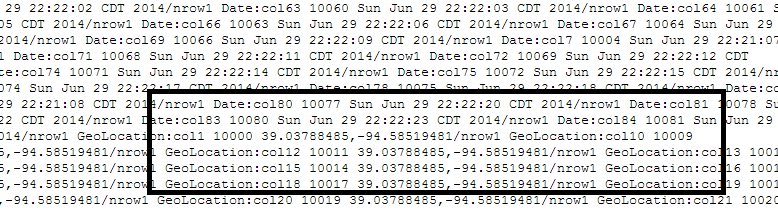 29 22:22:02 CDT 2014/nrow1 Date:col63 10060 Sun Jun 29 22:22:03 CDT 2014/nrow1 Date:col64 10061 S
un Jun 29 22:22:05 CDT 2014/nrow1 Date:col66 10063 Sun Jun 29 22:22:06 CDT 2014/nrow1 Date:col67 10064 Sun J
2014/nrow1 Date:col69 10066 Sun Jun 29 22:22:09 CDT 2014/nrow1 Date:col7 10004 Sun Jun 29 22:21:07
1 Date:col71 10068 Sun Jun 29 22:22:11 CDT 2014/nrow1 Date:col72 10069 Sun Jun 29 22:22:12 CDT
te:col74 10071 Sun Jun 29 22:22:14 CDT 2014/nrow1 Date:col75 10072 Sun Jun 29 22:22:15 CDT 2014/n
074 Sun Jun 29 22:22:17 CDT 2014/nrow1 Date:col78 10075 Sun Jun 29 22:22:18 CDT 2014/nrow1
29 22:21:08 CDT 2014/nrow1 Date:col80 10077 Sun Jun 29 22:22:20 CDT 2014/nrow1 Date:col81 10078 Su
22 CDT 2014/nrow1 Date:col83 10080 Sun Jun 29 22:22:23 CDT 2014/nrow1 Date:col84 10081 Sun Jun
014/nrow1 GeoLocation:col1 10000 39.03788485,-94.58519481/nrow1 GeoLocation:col10 10009
5,-94.58519481/nrow1 GeoLocation:col12 10011 39.03788485,-94.58519481/nrow1 GeoLocation:col13 1001
5,-94.58519481/nrow1 GeoLocation:col15 10014 39.03788485,-94.58519481/nrow1 GeoLocation:col16 1001
5,-94.58519481/nrow1 GeoLocation:col18 10017 39.03788485,-94.58519481/nrow1 GeoLocation:col19 1001
5,-94.58519481/nrow1 GeoLocation:col20 10019 39.03788485,-94.58519481/nrow1 GeoLocation:col21 10020